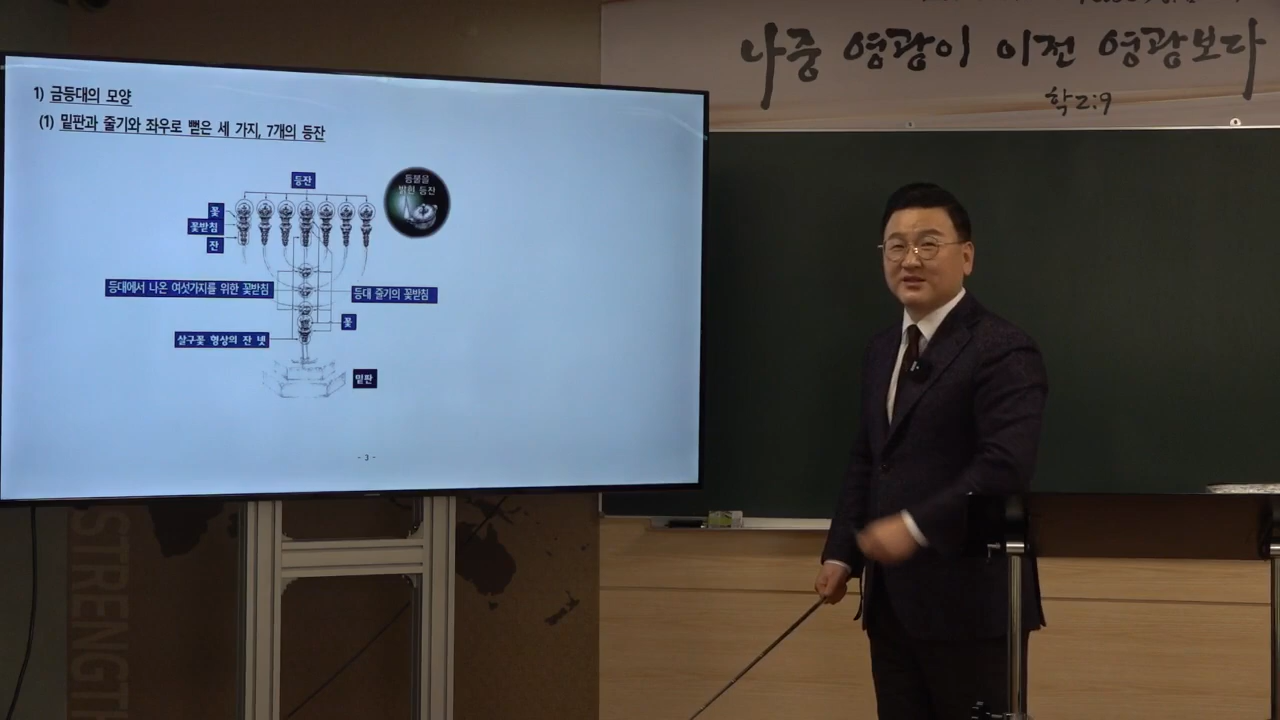 1) 금등대의 모양
(1) 밑판과 줄기와 좌우로 뻗은 세 가지, 7개의 등잔
등잔
등불을
밝힌 등잔
꽃
꽃받침
잔
등대에서 나온 여섯가지를 위한 꽃받침
등대 줄기의 꽃받침
꽃
살구꽃 형상의 잔 넷
밑판
- 3 -
나중 영광이 이전 영광보다
학2:9
STRENGTH